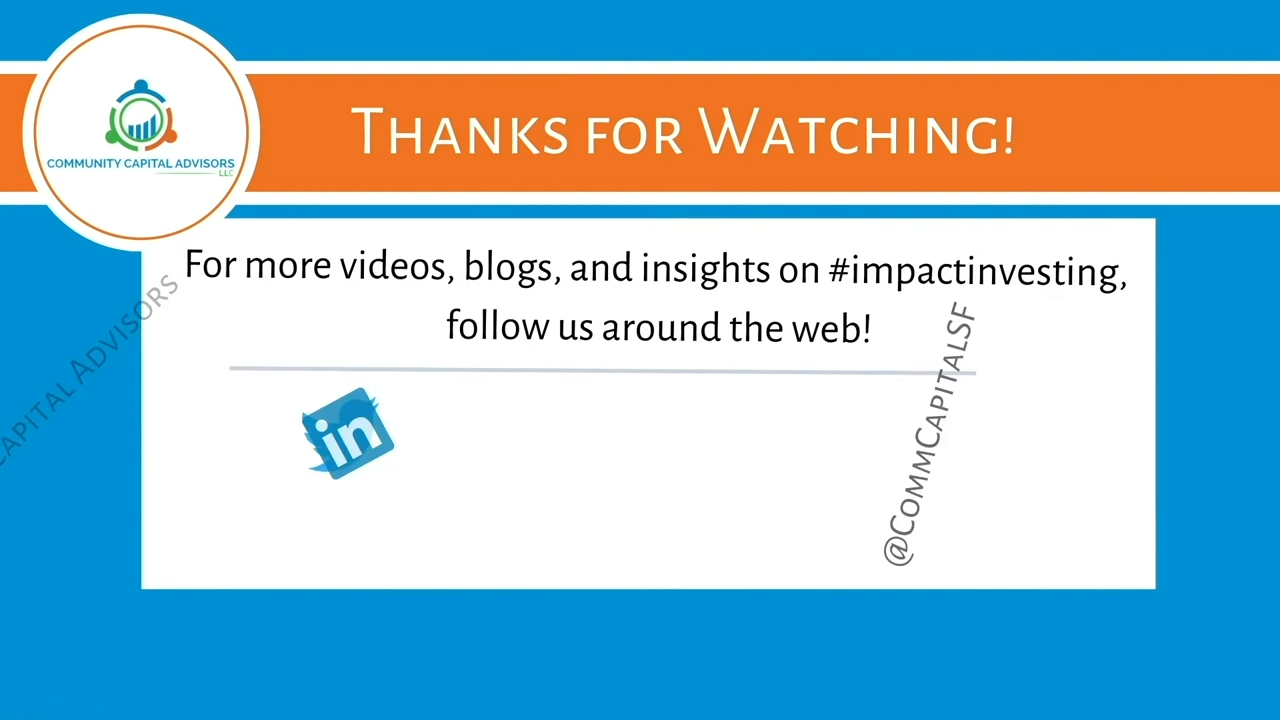 THANKS FOR WATCHING!
COMMUNITY CAPITAL ADVISORS
LLC
For more videos, blogs, and insights on #impactinvesting,
follow us around the web!
in
CAPITAL ADVISORS
@COMMCAPITALSF